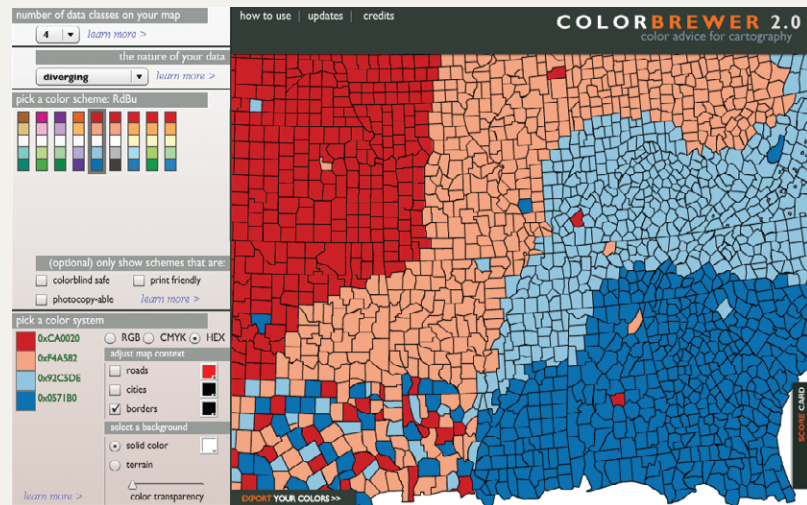 number of data classes on your map
4
learn more >
the nature of your data
diverging
learn more >
pick a color scheme: RdBu
(optional) only show schemes that are:
colorblind safe
print friendly
photocopy-able
learn more >
pick a color system
RGB
CMYK
HEX
0xCA0020
0xF4A582
0x92C5DE
0x0571B0
adjust map context
roads
cities
borders
select a background
solid color
terrain
color transparency
learn more >
how to use | updates | credits
COLORBREWER 2.0
color advice for cartography
SCORE CARD
EXPORT YOUR COLORS >>